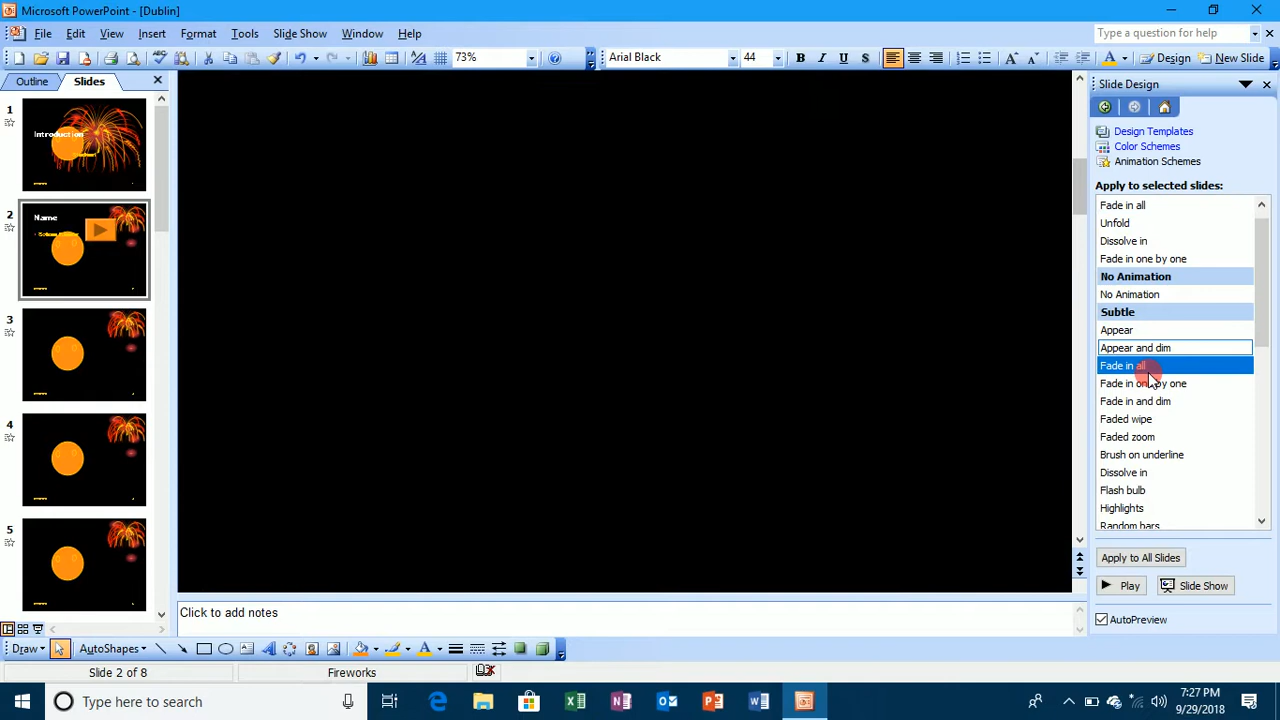 Microsoft PowerPoint - [Dublin]
File Edit View Insert Format Tools Slide Show Window Help
Type a question for help
73%
Arial Black
44
Design
New Slide
Outline
Slides
Slide Design
Design Templates
Color Schemes
Animation Schemes
Apply to selected slides:
Fade in all
Unfold
Dissolve in
Fade in one by one
No Animation
No Animation
Subtle
Appear
Appear and dim
Fade in all
Fade in one by one
Fade in and dim
Faded wipe
Faded zoom
Brush on underline
Dissolve in
Flash bulb
Highlights
Random bars
Apply to All Slides
Play
Slide Show
AutoPreview
1
Introduction
2
Name
3
4
5
Click to add notes
Draw
AutoShapes
Slide 2 of 8
Fireworks
Type here to search
7:27 PM
9/29/2018